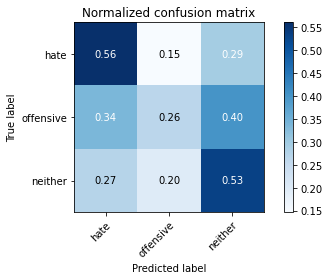 Normalized confusion matrix
True label
hate
0.56 0.15 0.29
offensive
0.34 0.26 0.40
neither
0.27 0.20 0.53
hate offensive neither
Predicted label
0.55
0.50
0.45
0.40
0.35
0.30
0.25
0.20
0.15